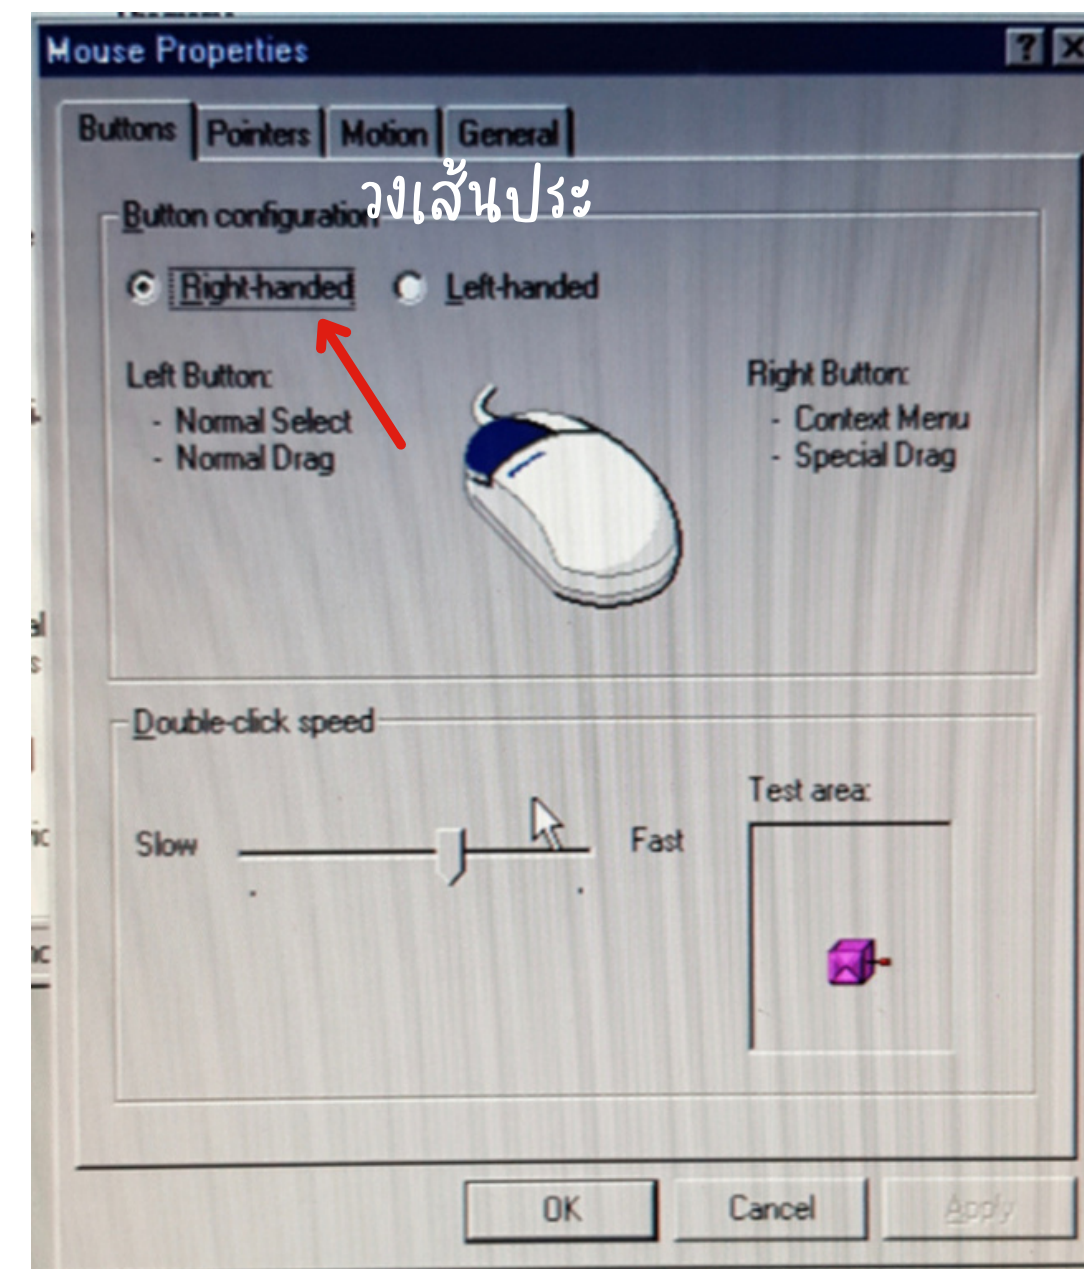 Mouse Properties
Buttons Pointers Motion General
วงเส้นประ
Button configuration
Right-handed Left-handed
Left Button:
- Normal Select
- Normal Drag
Right Button:
- Context Menu
- Special Drag
Double-click speed
Test area:
Slow Fast
OK Cancel Apply